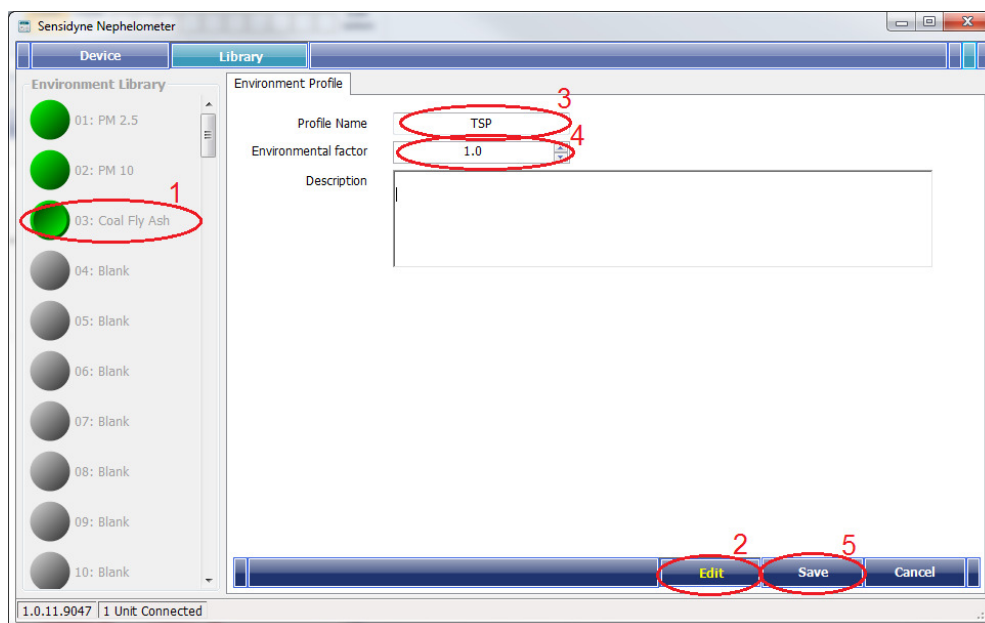 Sensidyne Nephelometer
Device
Library
Environment Library
01: PM 2.5
02: PM 10
1
03: Coal Fly Ash
04: Blank
05: Blank
06: Blank
07: Blank
08: Blank
09: Blank
10: Blank
Environment Profile
3
Profile Name TSP
4
Environmental factor 1.0
Description
2 5
Edit Save Cancel
1.0.11.9047 1 Unit Connected